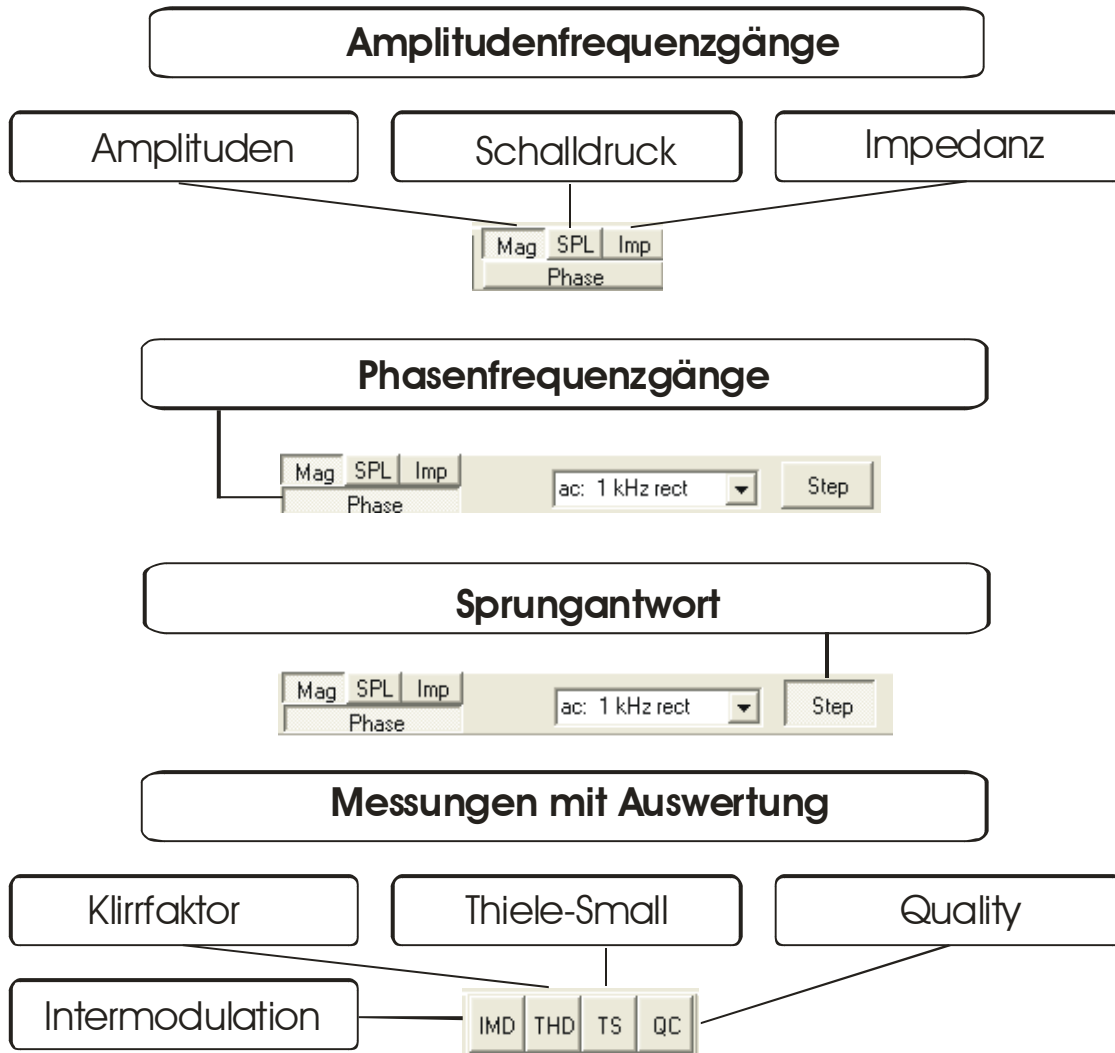 Amplitudenfrequenzgänge
Amplituden
Schalldruck
Impedanz
Mag SPL Imp
Phase
Phasenfrequenzgänge
Mag SPL Imp
Phase
ac: 1 kHz rect
Step
Sprungantwort
Mag SPL Imp
Phase
ac: 1 kHz rect
Step
Messungen mit Auswertung
Klirrfaktor
Thiele-Small
Quality
Intermodulation
IMD THD TS QC